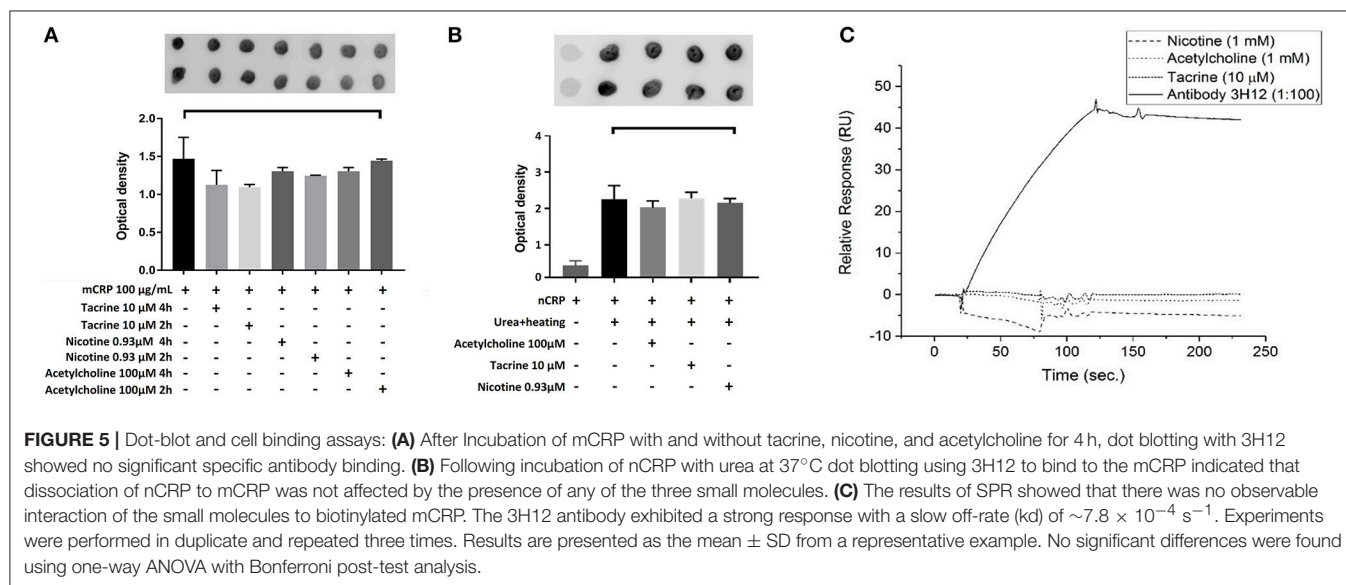 A
B
C
2.0
1.5
1.0
0.5
0.0
Optical density
mCRP 100 µg/mL + + + + + + +
Tacrine 10 µM 4h - + - - - - -
Tacrine 10 µM 2h - - + - - - -
Nicotine 0.93µM 4h - - - + - - -
Nicotine 0.93 µM 2h - - - - + - -
Acetylcholine 100µM 4h - - - - - + -
Acetylcholine 100µM 2h - - - - - - +
4
3
2
1
0
Optical density
nCRP + + + + +
Urea+heating - + + + +
Acetylcholine 100µM - - + - -
Tacrine 10 µM - - - + -
Nicotine 0.93µM - - - - +
Nicotine (1 mM)
Acetylcholine (1 mM)
Tacrine (10 µM)
Antibody 3H12 (1:100)
50
40
30
20
10
0
-10
Relative Response (RU)
0 50 100 150 200 250
Time (sec.)
FIGURE 5 | Dot-blot and cell binding assays: (A) After Incubation of mCRP with and without tacrine, nicotine, and acetylcholine for 4 h, dot blotting with 3H12
showed no significant specific antibody binding. (B) Following incubation of nCRP with urea at 37°C dot blotting using 3H12 to bind to the mCRP indicated that
dissociation of nCRP to mCRP was not affected by the presence of any of the three small molecules. (C) The results of SPR showed that there was no observable
interaction of the small molecules to biotinylated mCRP. The 3H12 antibody exhibited a strong response with a slow off-rate (kd) of ~7.8 × 10⁻⁴ s⁻¹. Experiments
were performed in duplicate and repeated three times. Results are presented as the mean ± SD from a representative example. No significant differences were found
using one-way ANOVA with Bonferroni post-test analysis.